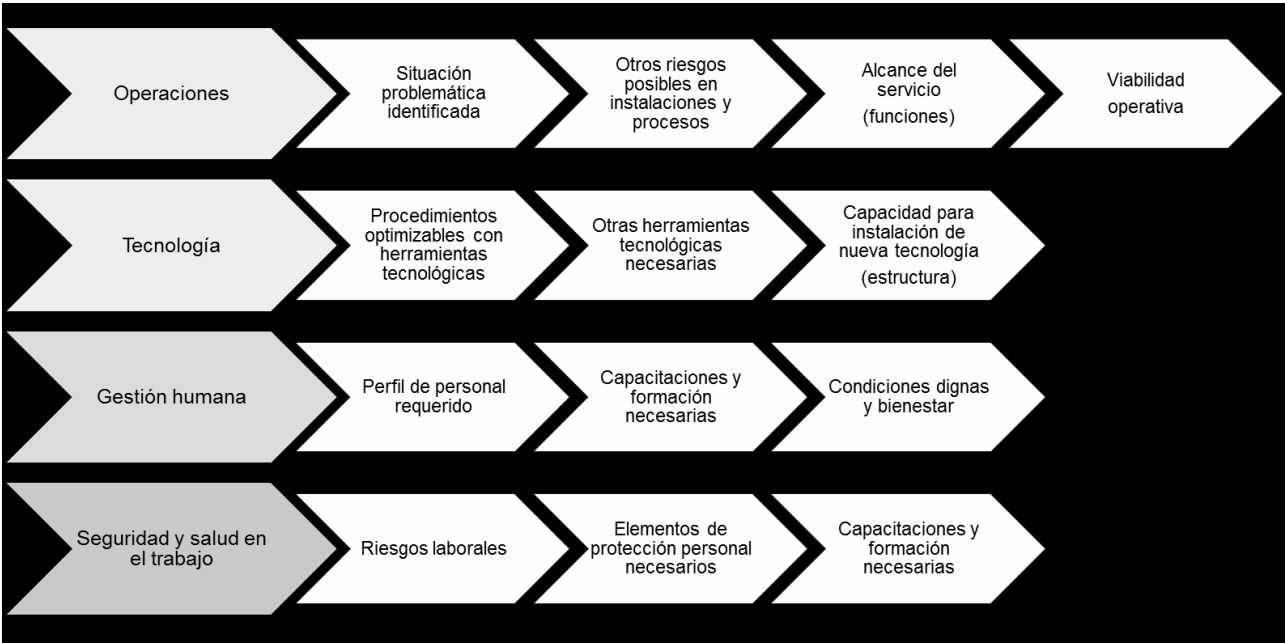 Operaciones
Situación
problemática
identificada
Otros riesgos
posibles en
instalaciones y
procesos
Alcance del
servicio
(funciones)
Viabilidad
operativa
Tecnología
Procedimientos
optimizables con
herramientas
tecnológicas
Otras herramientas
tecnológicas
necesarias
Capacidad para
instalación de
nueva tecnología
(estructura)
Gestión humana
Perfil de personal
requerido
Capacitaciones y
formación
necesarias
Condiciones dignas
y bienestar
Seguridad y salud en
el trabajo
Riesgos laborales
Elementos de
protección personal
necesarios
Capacitaciones y
formación
necesarias